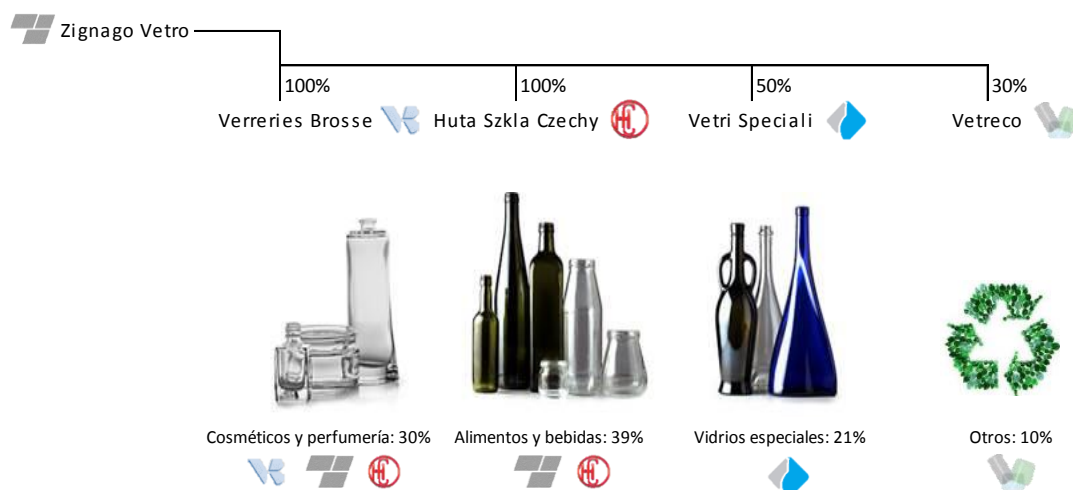 Zignago Vetro
100% 100% 50% 30%
Verreries Brosse Huta Szkla Czechy Vetri Speciali Vetreco
Cosméticos y perfumería: 30% Alimentos y bebidas: 39% Vidrios especiales: 21% Otros: 10%